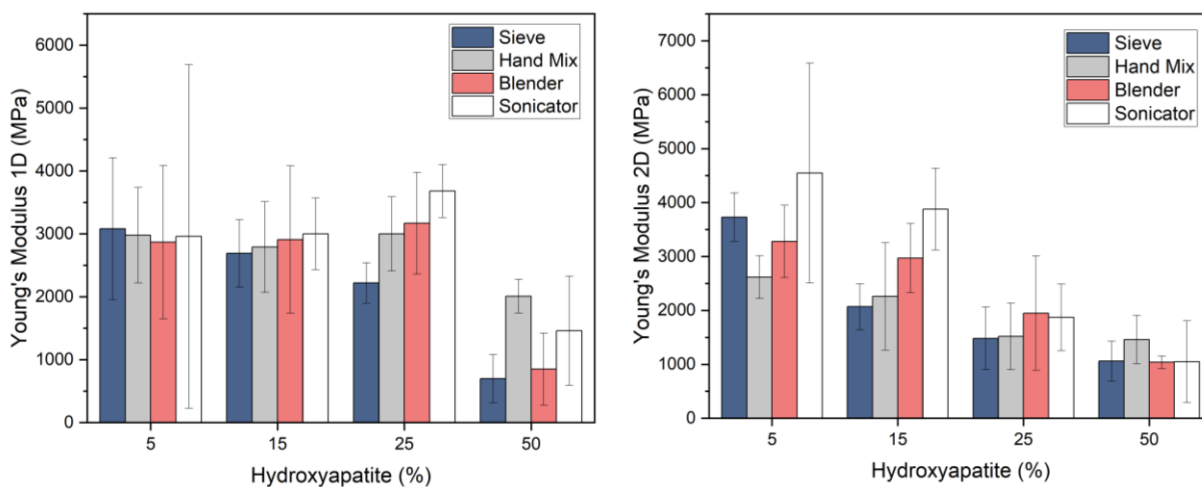 Young's Modulus 1D (MPa)
6000
5000
4000
3000
2000
1000
0
Sieve
Hand Mix
Blender
Sonicator
5 15 25 50
Hydroxyapatite (%)
Young's Modulus 2D (MPa)
7000
6000
5000
4000
3000
2000
1000
0
Sieve
Hand Mix
Blender
Sonicator
5 15 25 50
Hydroxyapatite (%)